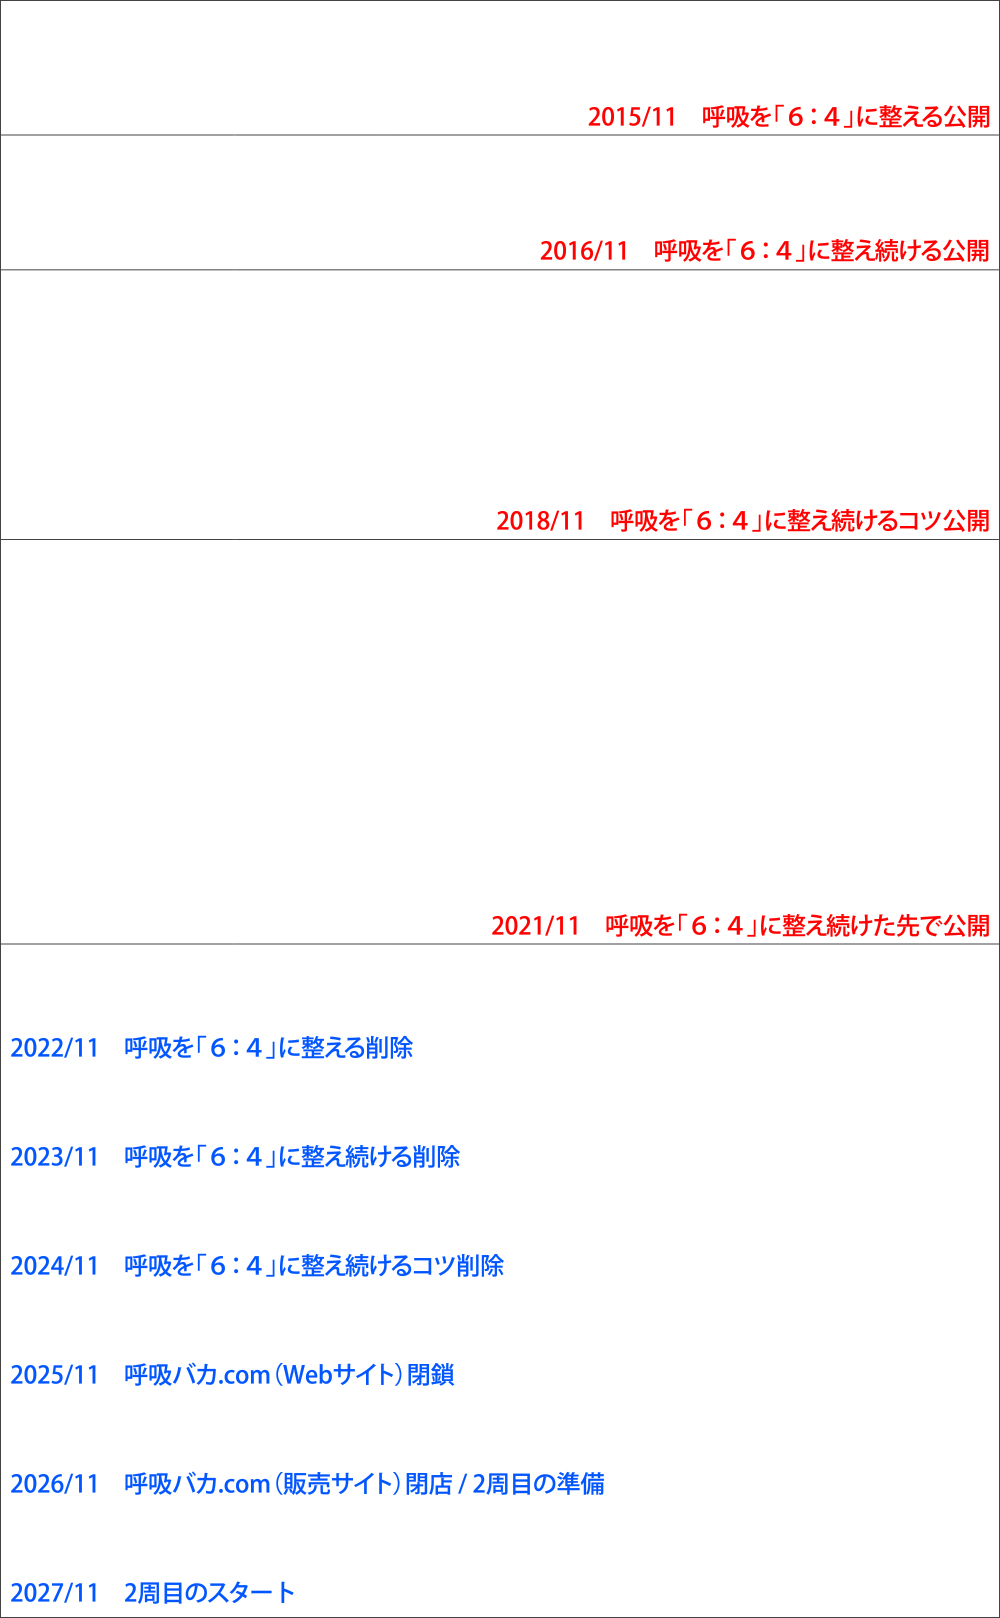 2015/11　呼吸を「６：４」に整える公開
2016/11　呼吸を「６：４」に整え続ける公開
2018/11　呼吸を「６：４」に整え続けるコツ公開
2021/11　呼吸を「６：４」に整え続けた先で公開
2022/11　呼吸を「６：４」に整える削除
2023/11　呼吸を「６：４」に整え続ける削除
2024/11　呼吸を「６：４」に整え続けるコツ削除
2025/11　呼吸バカ.com（Webサイト）閉鎖
2026/11　呼吸バカ.com（販売サイト）閉店 / 2周目の準備
2027/11　2周目のスタート